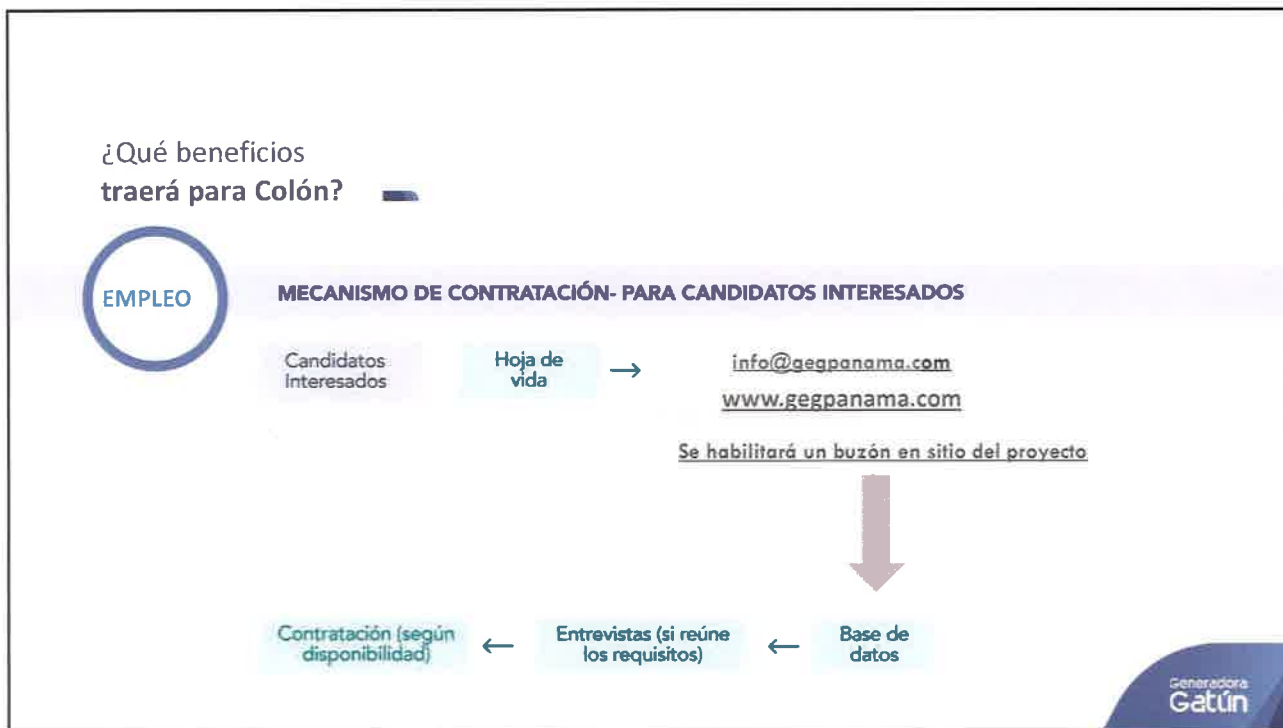 ¿Qué beneficios
traerá para Colón?
EMPLEO
MECANISMO DE CONTRATACIÓN- PARA CANDIDATOS INTERESADOS
Candidatos
Interesados
Hoja de
vida
→
info@gegpanama.com
www.gegpanama.com
Se habilitará un buzón en sitio del proyecto
Contratación (según
disponibilidad)
←
Entrevistas (si reúne
los requisitos)
←
Base de
datos
Generadora
Gatún